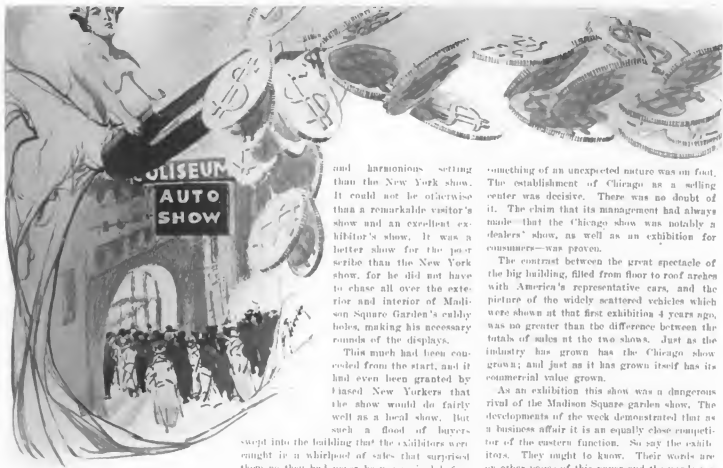 COLISEUM
AUTO
SHOW
and harmonious setting
than the New York show.
It could not be otherwise
than a remarkable visitor's
show and an excellent ex-
hibitor's show. It was a
better show for the poor
scribe than the New York
show, for he did not have
to chase all over the exte-
rior and interior of Madi-
son Square Garden's cubby
holes, making his necessary
rounds of the displays.
This much had been con-
ceded from the start, and it
had even been granted by
biased New Yorkers that
the show would do fairly
well as a local show. But
such a flood of buyers
swept into the building that the exhibitors were
caught in a whirlpool of sales that surprised
something of an unexpected nature was on foot.
The establishment of Chicago as a selling
center was decisive. There was no doubt of
it. The claim that its management had always
made—that the Chicago show was notably a
dealers' show, as well as an exhibition for
consumers—was proven.
The contrast between the great spectacle of
the big building, filled from floor to roof arches
with America's representative cars, and the
picture of the widely scattered vehicles which
were shown at that first exhibition 4 years ago,
was no greater than the difference between the
totals of sales at the two shows. Just as the
industry has grown has the Chicago show
grown; and just as it has grown itself has its
commercial value grown.
As an exhibition this show was a dangerous
rival of the Madison Square garden show. The
developments of the week demonstrated that as
a business affair it is an equally close competi-
tor of the eastern function. So say the exhib-
itors. They ought to know. Their words are